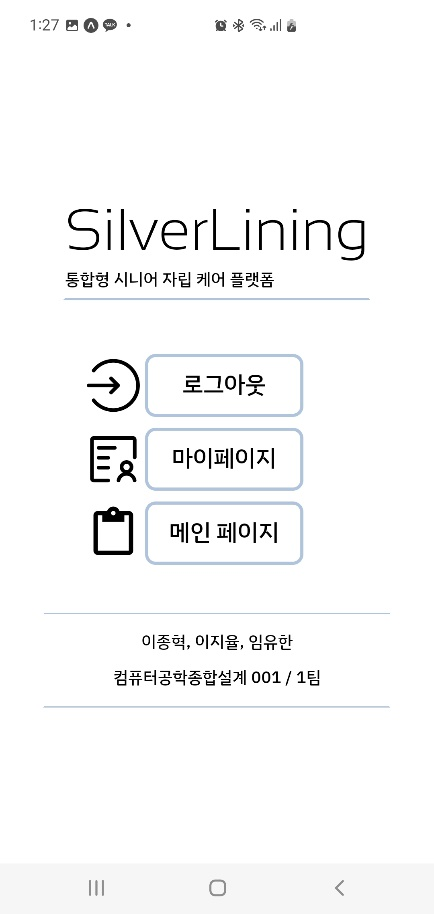 1:27
TALK
SilverLining
통합형 시니어 자립 케어 플랫폼
로그아웃
마이페이지
메인 페이지
이종혁, 이지율, 임유한
컴퓨터공학종합설계 001 / 1팀